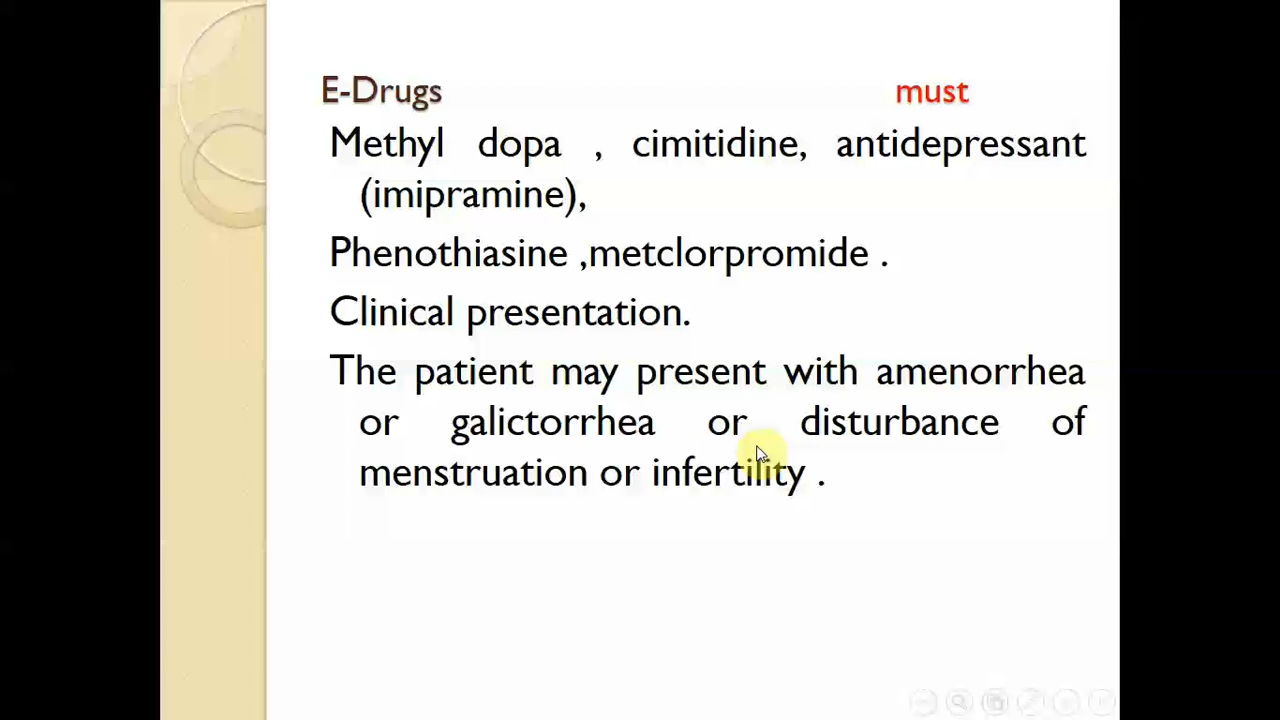 E-Drugs must
Methyl dopa , cimitidine, antidepressant
(imipramine),
Phenothiasine ,metclorpromide .
Clinical presentation.
The patient may present with amenorrhea
or galictorrhea or disturbance of
menstruation or infertility .